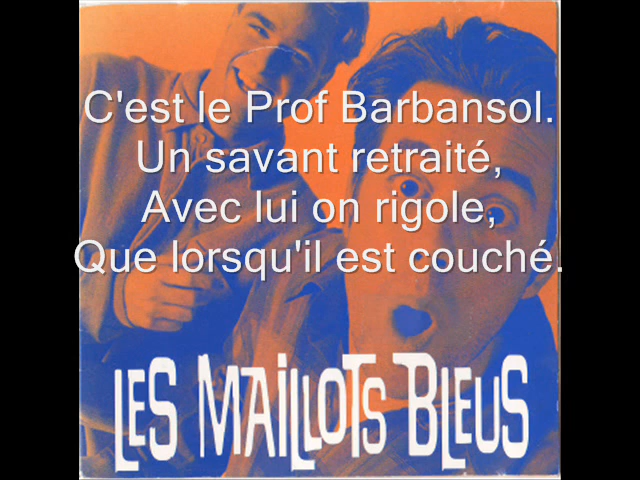 C'est le Prof Barbansol.
Un savant retraité,
Avec lui on rigole,
Que lorsqu'il est couché.
LES MAILLOTS BLEUS